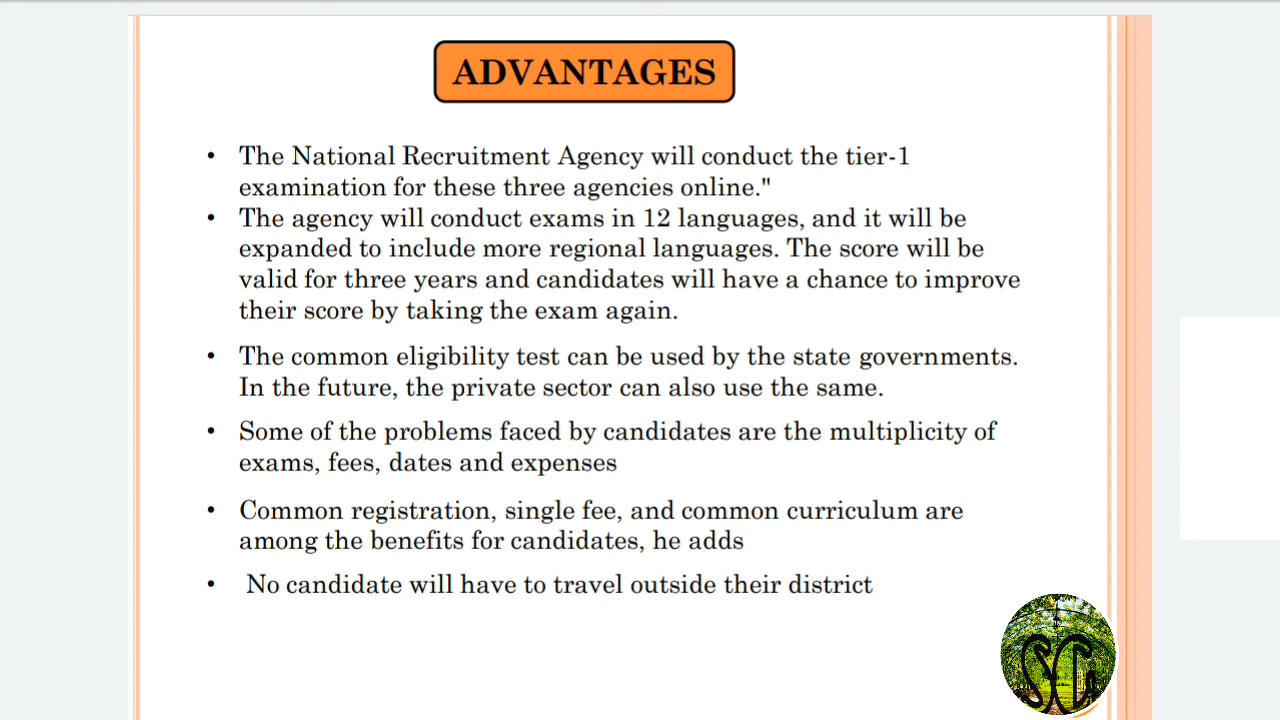 ADVANTAGES
• The National Recruitment Agency will conduct the tier-1
examination for these three agencies online."
• The agency will conduct exams in 12 languages, and it will be
expanded to include more regional languages. The score will be
valid for three years and candidates will have a chance to improve
their score by taking the exam again.
• The common eligibility test can be used by the state governments.
In the future, the private sector can also use the same.
• Some of the problems faced by candidates are the multiplicity of
exams, fees, dates and expenses
• Common registration, single fee, and common curriculum are
among the benefits for candidates, he adds
• No candidate will have to travel outside their district